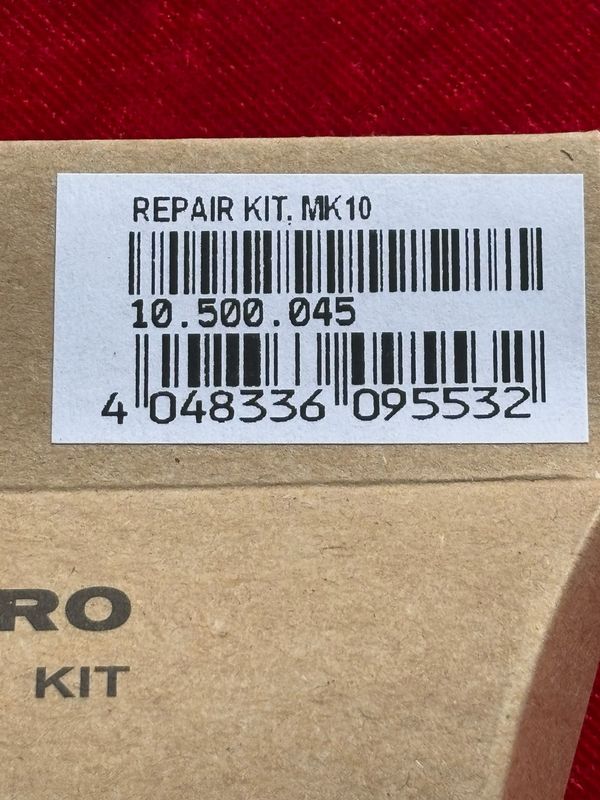 REPAIR KIT, MK10
10.500.045
4 048336 095532
RO
KIT